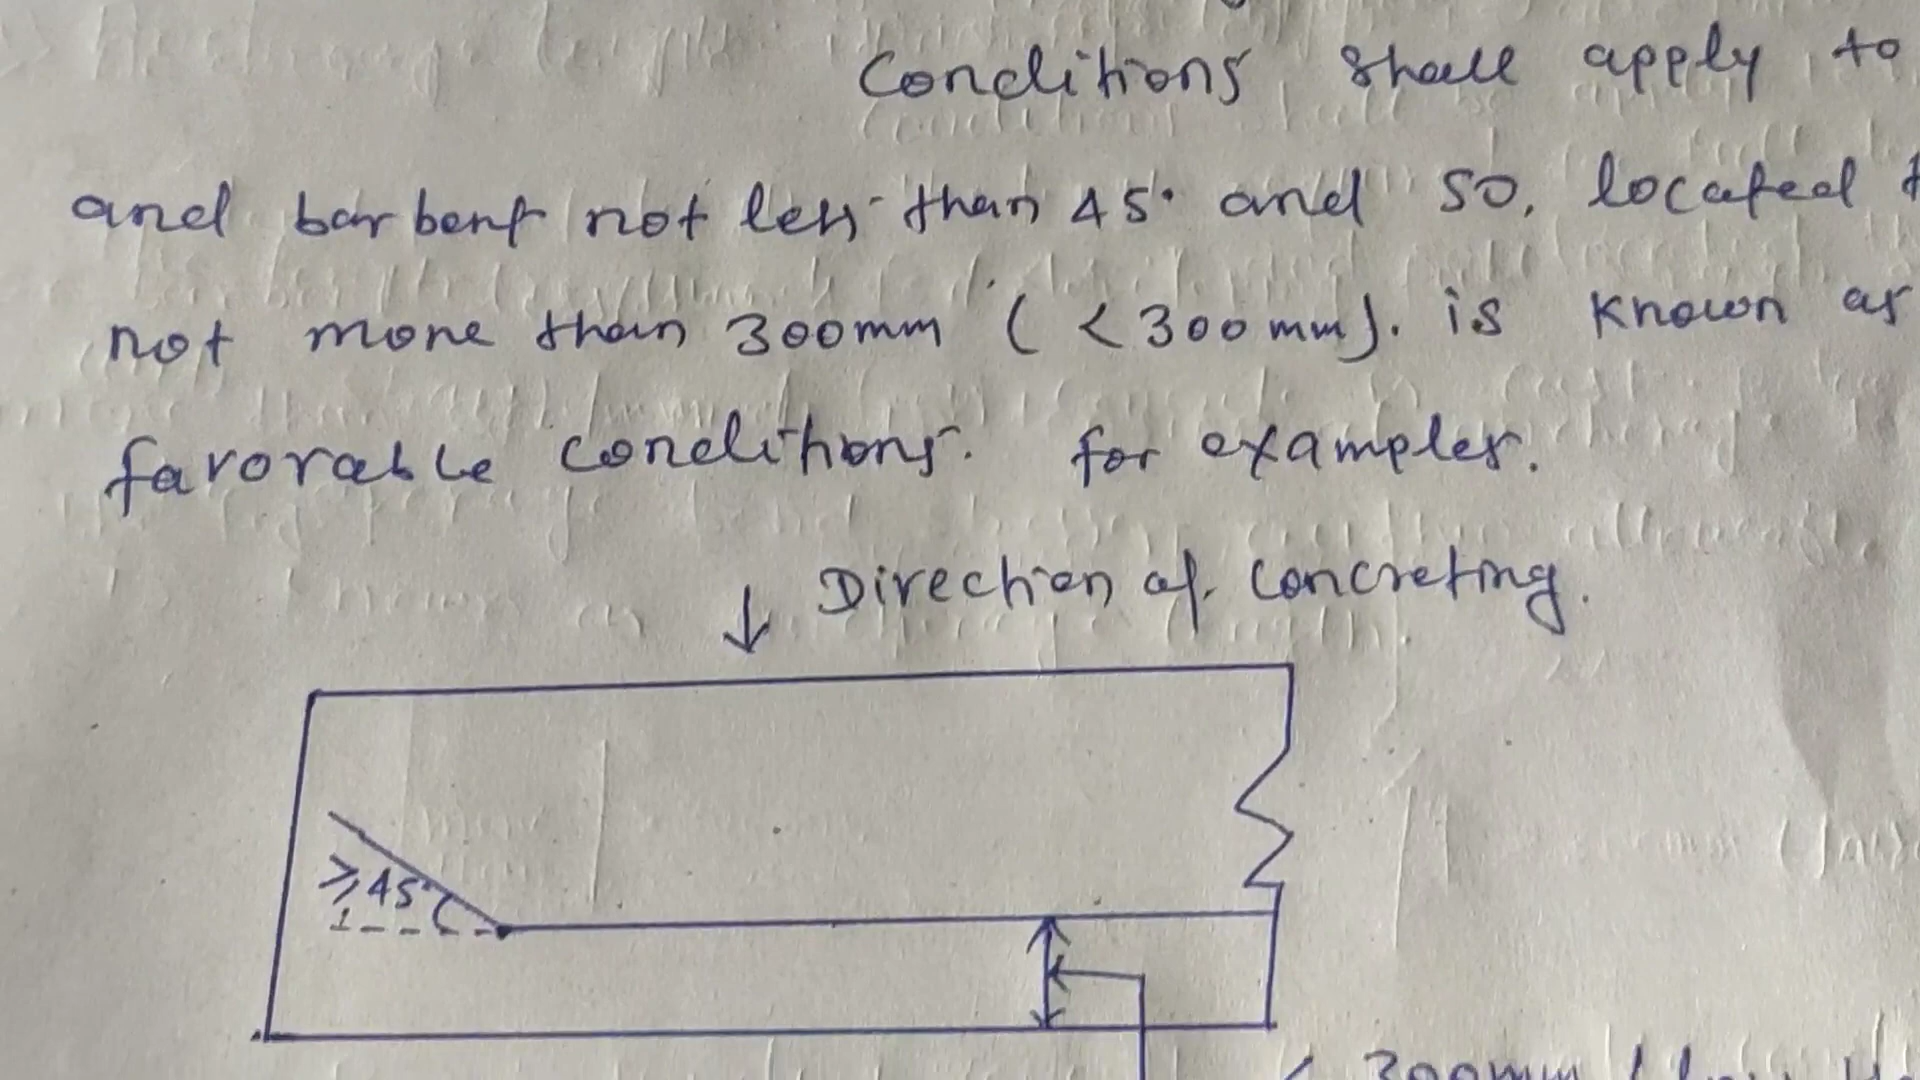 Conditions shall apply to
and bar bent not less than 45° and so, located
not more than 300mm (<300mm). is known as
favorable conditions. for examples.
↓ Direction of. concreting.
≥45°
< 300mm